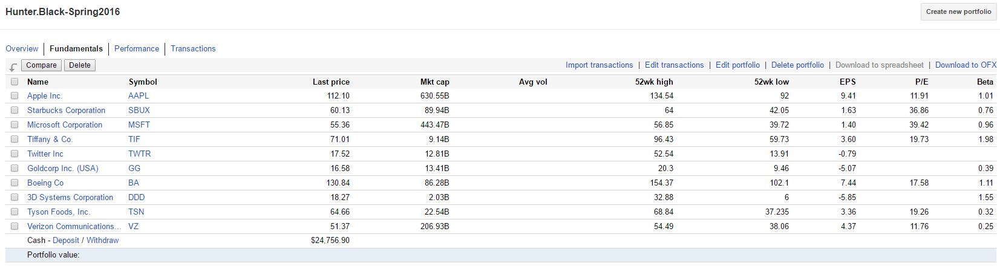 Hunter.Black-Spring2016
Create new portfolio
Overview | Fundamentals | Performance | Transactions
Compare Delete Import transactions | Edit transactions | Edit portfolio | Delete portfolio | Download to spreadsheet | Download to OFX
Name Symbol Last price Mkt cap Avg vol 52wk high 52wk low EPS P/E Beta
Apple Inc. AAPL 112.10 630.55B 134.54 92 9.41 11.91 1.01
Starbucks Corporation SBUX 60.13 89.94B 64 42.05 1.63 36.86 0.76
Microsoft Corporation MSFT 55.36 443.47B 56.85 39.72 1.40 39.42 0.96
Tiffany & Co. TIF 71.01 9.14B 96.43 59.73 3.60 19.73 1.98
Twitter Inc TWTR 17.52 12.81B 52.54 13.91 -0.79
Goldcorp Inc. (USA) GG 16.58 13.41B 20.3 9.46 -5.07 0.39
Boeing Co BA 130.84 86.28B 154.37 102.1 7.44 17.58 1.11
3D Systems Corporation DDD 18.27 2.03B 32.88 6 -5.85 1.55
Tyson Foods, Inc. TSN 64.66 22.54B 68.84 37.235 3.36 19.26 0.32
Verizon Communications... VZ 51.37 206.93B 54.49 38.06 4.37 11.76 0.25
Cash - Deposit / Withdraw $24,756.90
Portfolio value: